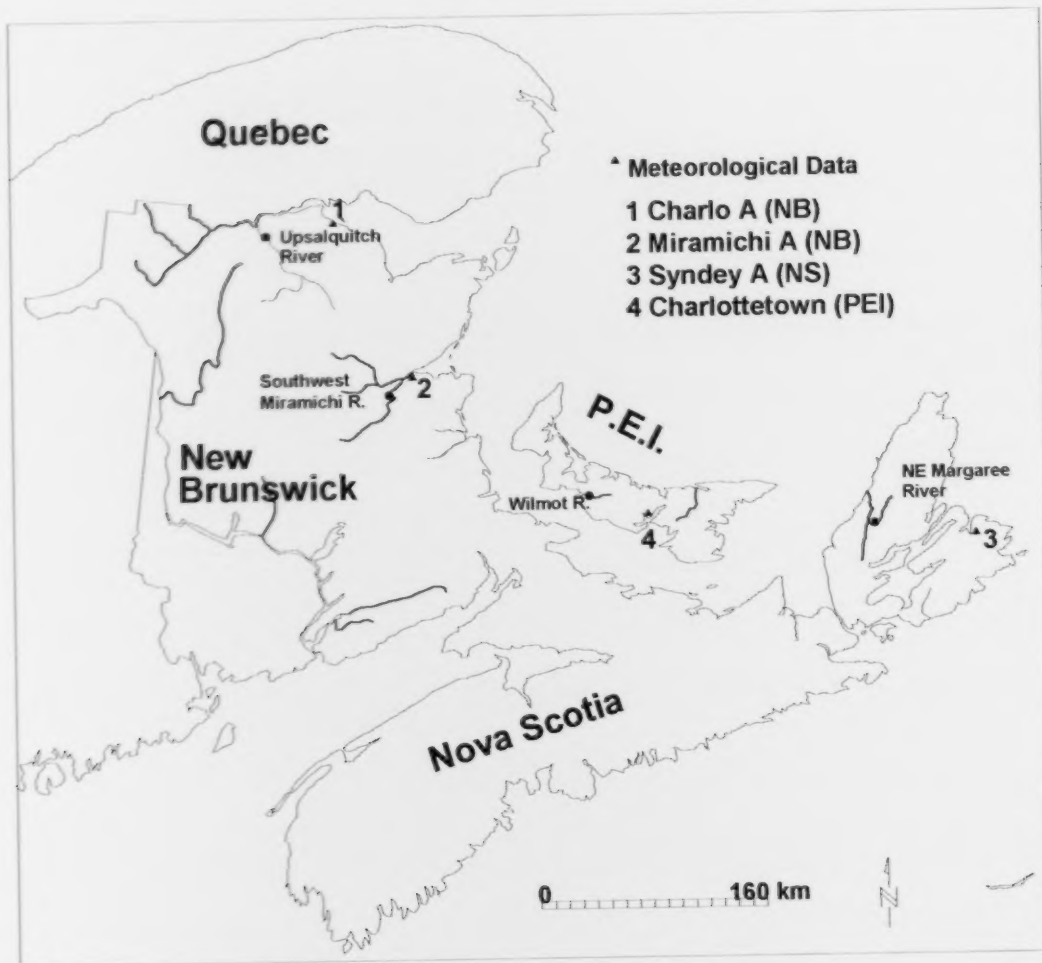 Quebec
▲ Meteorological Data
1 Charlo A (NB)
2 Miramichi A (NB)
3 Syndey A (NS)
4 Charlottetown (PEI)
1
Upsalquitch
River
Southwest
Miramichi R.
2
New
Brunswick
P.E.I.
Wilmot R.
4
NE Margaree
River
3
Nova Scotia
0 160 km
N